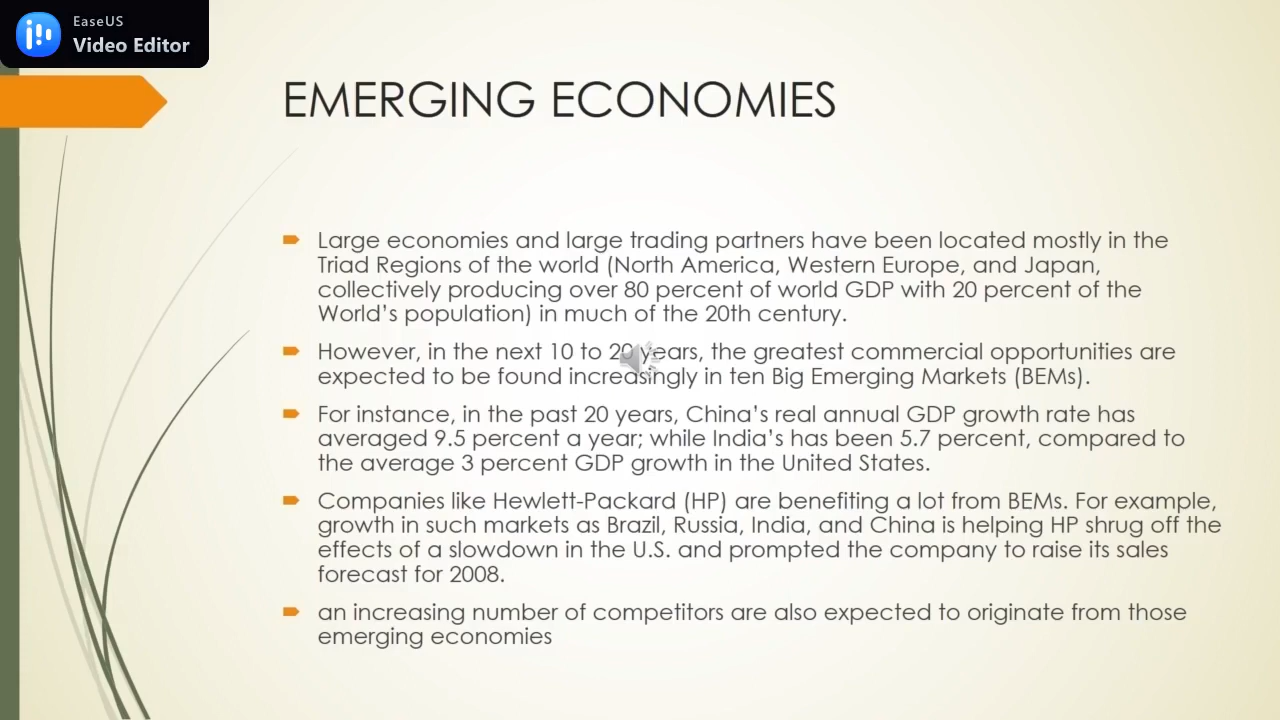 EaseUS
Video Editor
EMERGING ECONOMIES
Large economies and large trading partners have been located mostly in the
Triad Regions of the world (North America, Western Europe, and Japan,
collectively producing over 80 percent of world GDP with 20 percent of the
World's population) in much of the 20th century.
However, in the next 10 to 20 years, the greatest commercial opportunities are
expected to be found increasingly in ten Big Emerging Markets (BEMs).
For instance, in the past 20 years, China's real annual GDP growth rate has
averaged 9.5 percent a year; while India's has been 5.7 percent, compared to
the average 3 percent GDP growth in the United States.
Companies like Hewlett-Packard (HP) are benefiting a lot from BEMs. For example,
growth in such markets as Brazil, Russia, India, and China is helping HP shrug off the
effects of a slowdown in the U.S. and prompted the company to raise its sales
forecast for 2008.
an increasing number of competitors are also expected to originate from those
emerging economies